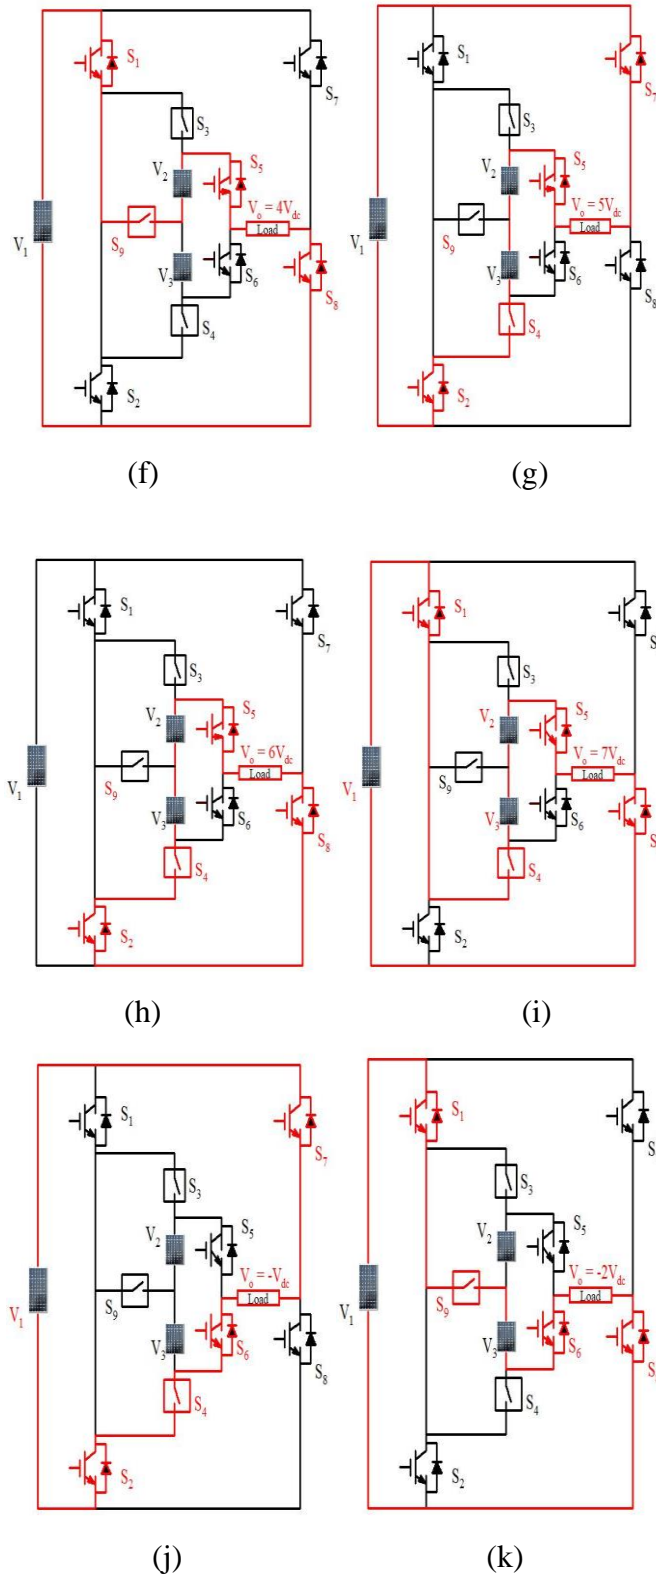 S1
S7
S3
V2
S5
Vo = 4Vdc
Load
V1
S9
V3
S6
S8
S4
S2
(f)
S1
S7
S3
V2
S5
Vo = 5Vdc
Load
V1
S9
V3
S6
S8
S4
S2
(g)
S1
S7
S3
V2
S5
Vo = 6Vdc
Load
V1
S9
V3
S6
S8
S4
S2
(h)
S1
S
S3
V2
S5
Vo = 7Vdc
Load
V1
S9
V3
S6
S
S4
S2
(i)
S1
S7
S3
V2
S5
Vo = -Vdc
Load
V1
S9
V3
S6
S8
S4
S2
(j)
S1
S
S3
V2
S5
Vo = -2Vdc
Load
V1
S9
V3
S6
S
S4
S2
(k)